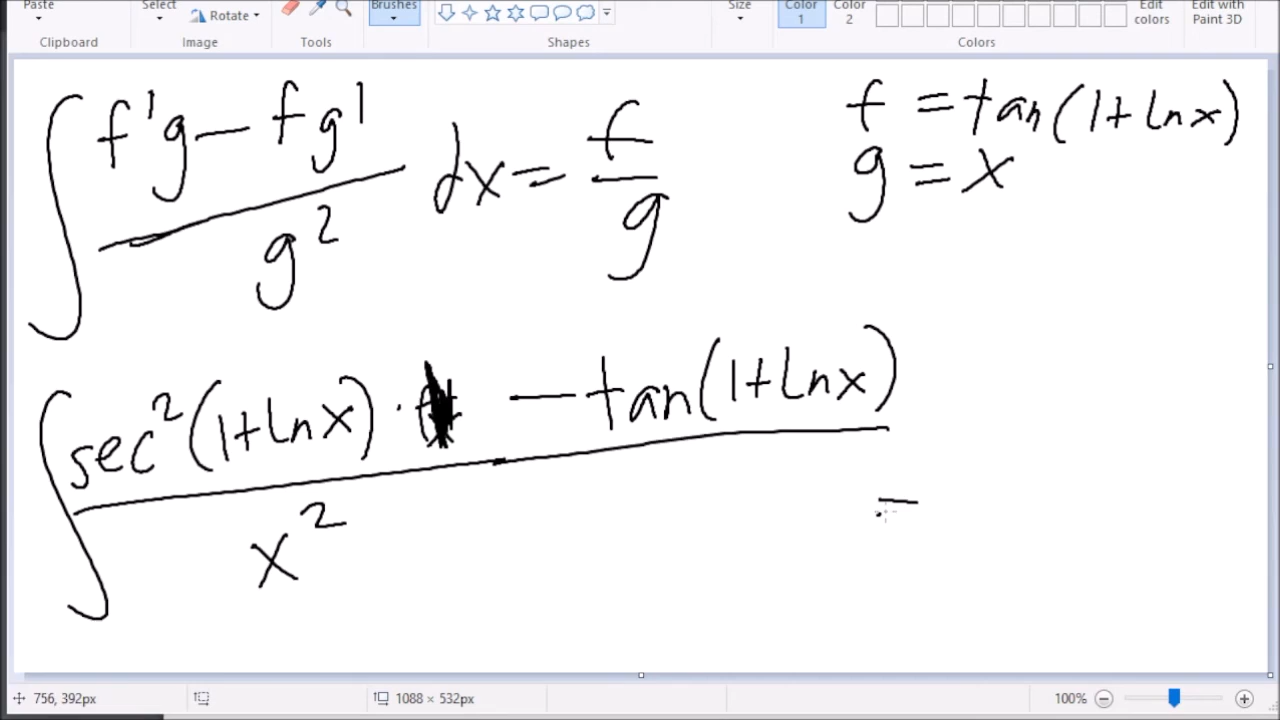 Paste Select Rotate Brushes Size Color 1 Color 2 Edit colors Edit with Paint 3D
Clipboard Image Tools Shapes Colors
∫ (f'g − fg')/g² dx = f/g
f = tan(1+lnx)
g = x
∫ (sec²(1+lnx) · − tan(1+lnx))/x² =
756, 392px 1088 × 532px 100%